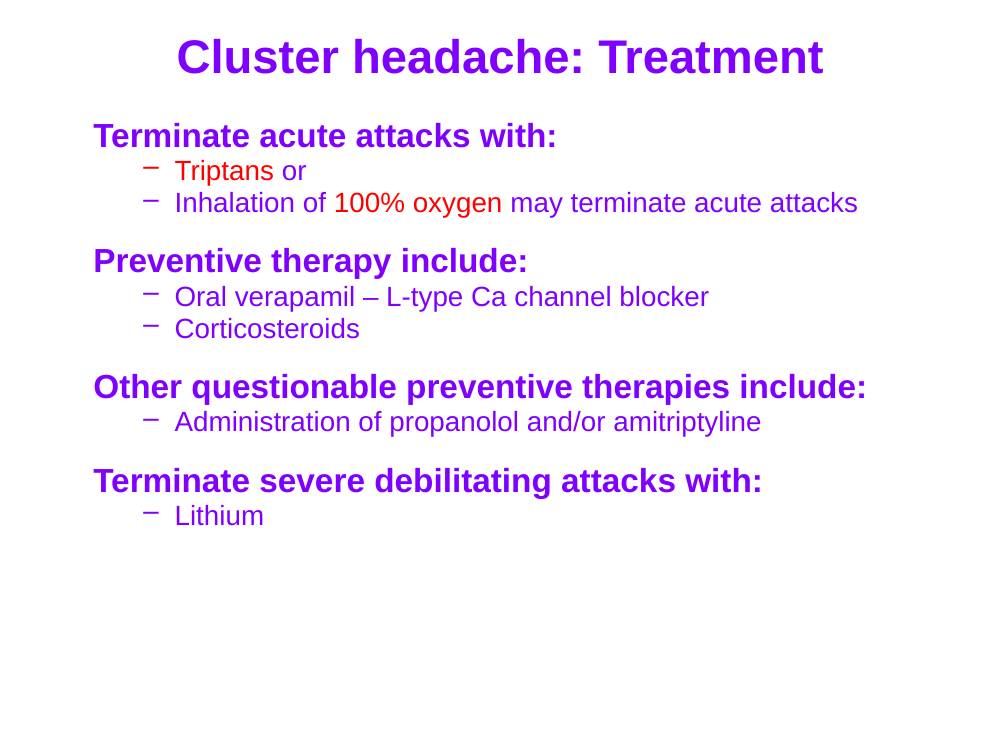 Cluster headache: Treatment
Terminate acute attacks with:
– Triptans or
– Inhalation of 100% oxygen may terminate acute attacks
Preventive therapy include:
– Oral verapamil – L-type Ca channel blocker
– Corticosteroids
Other questionable preventive therapies include:
– Administration of propanolol and/or amitriptyline
Terminate severe debilitating attacks with:
– Lithium